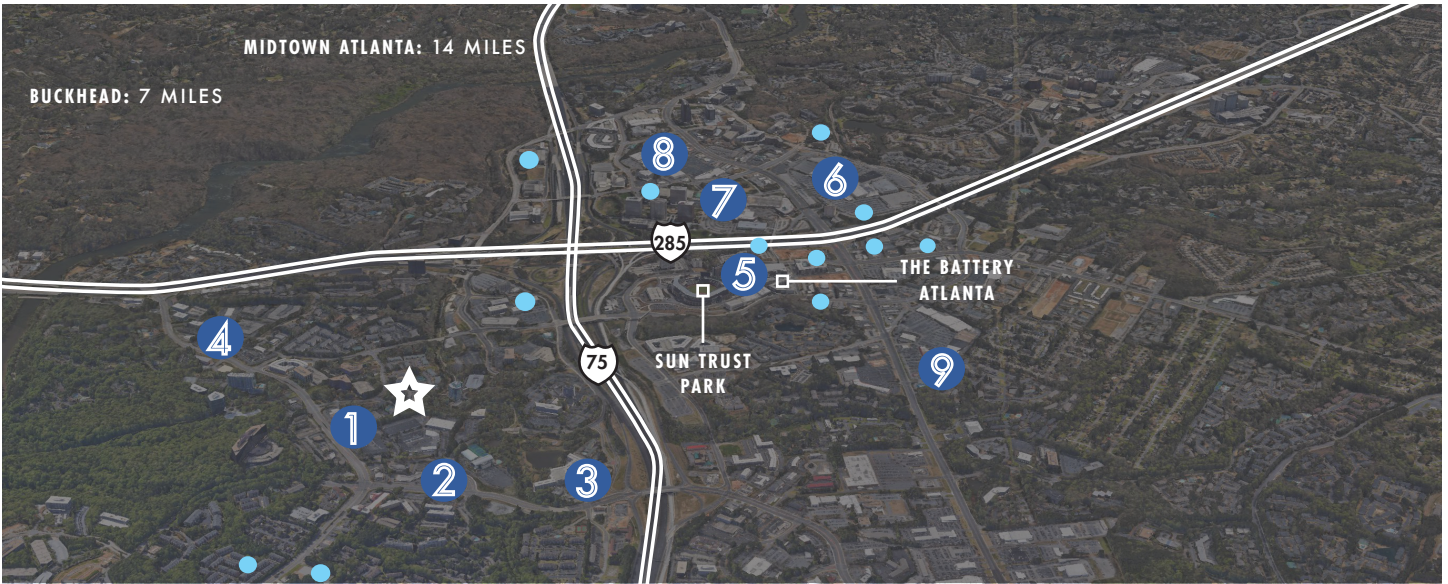 MIDTOWN ATLANTA: 14 MILES
BUCKHEAD: 7 MILES
8
6
7
285
5
THE BATTERY
ATLANTA
4
SUN TRUST
PARK
75
9
1
2
3